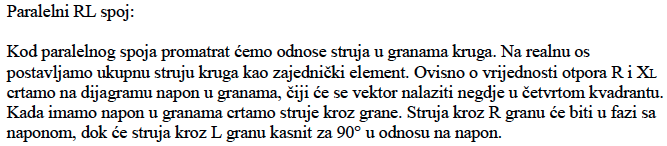 Paralelni RL spoj:
Kod paralelnog spoja promatrat ćemo odnose struja u granama kruga. Na realnu os
postavljamo ukupnu struju kruga kao zajednički element. Ovisno o vrijednosti otpora R i XL
crtamo na dijagramu napon u granama, čiji će se vektor nalaziti negdje u četvrtom kvadrantu.
Kada imamo napon u granama crtamo struje kroz grane. Struja kroz R granu će biti u fazi sa
naponom, dok će struja kroz L granu kasnit za 90° u odnosu na napon.